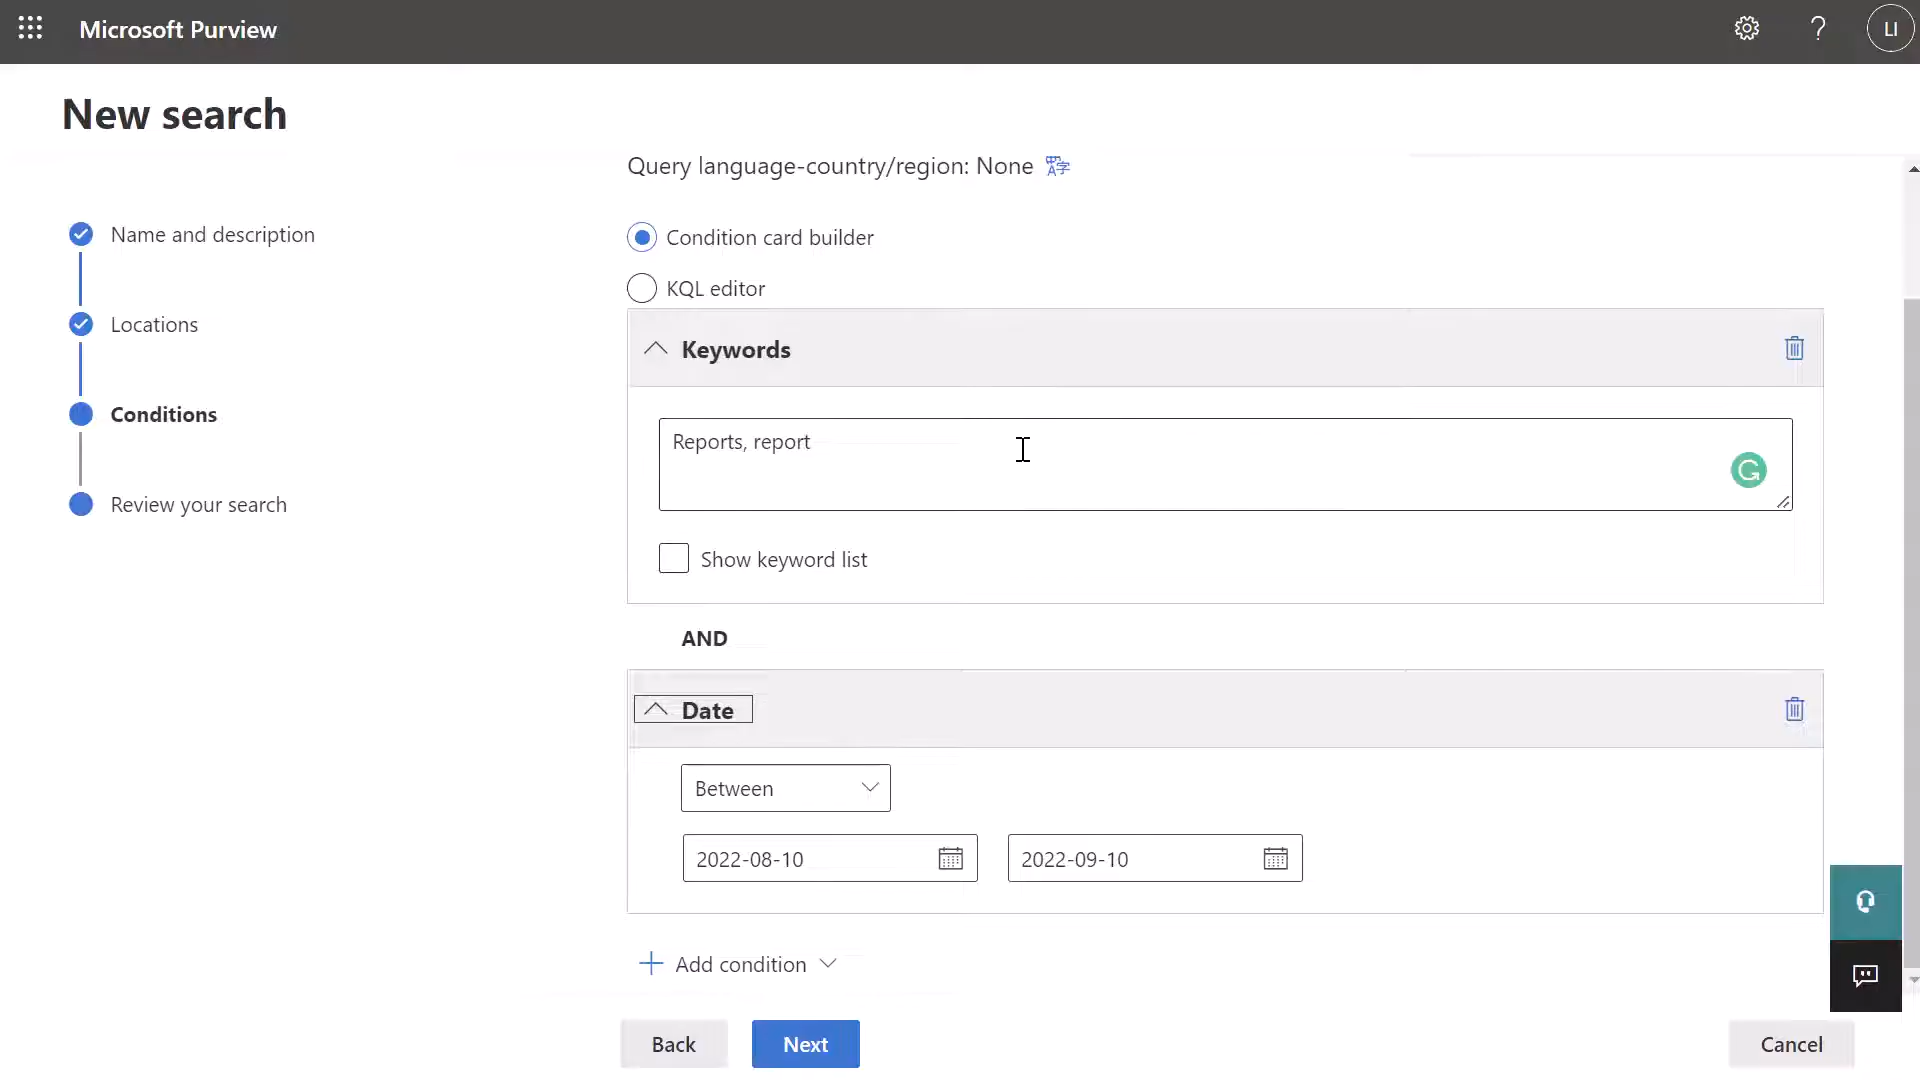 Microsoft Purview
LI
New search
Query language-country/region: None
Name and description
Locations
Conditions
Review your search
Condition card builder
KQL editor
Keywords
Reports, report
Show keyword list
AND
Date
Between
2022-08-10
2022-09-10
Add condition
Back
Next
Cancel